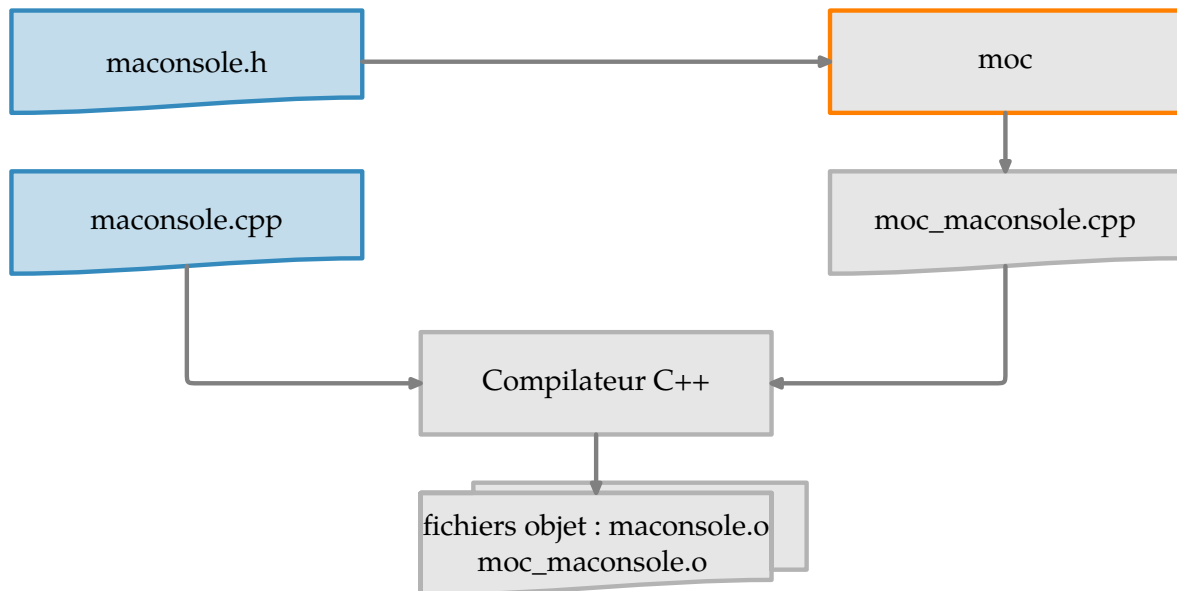 maconsole.h
moc
maconsole.cpp
moc_maconsole.cpp
Compilateur C++
fichiers objet : maconsole.o
moc_maconsole.o